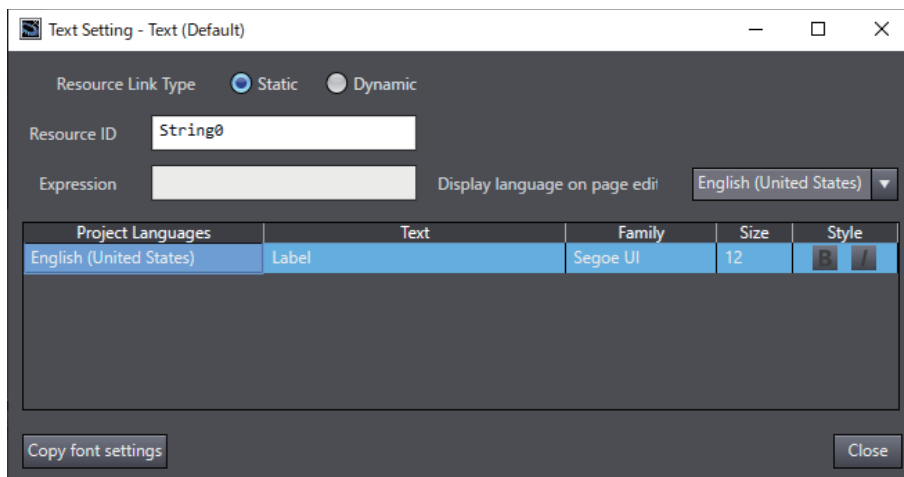 Text Setting - Text (Default)
Resource Link Type Static Dynamic
Resource ID String0
Expression Display language on page edit English (United States)
Project Languages Text Family Size Style
English (United States) Label Segoe UI 12 B I
Copy font settings Close